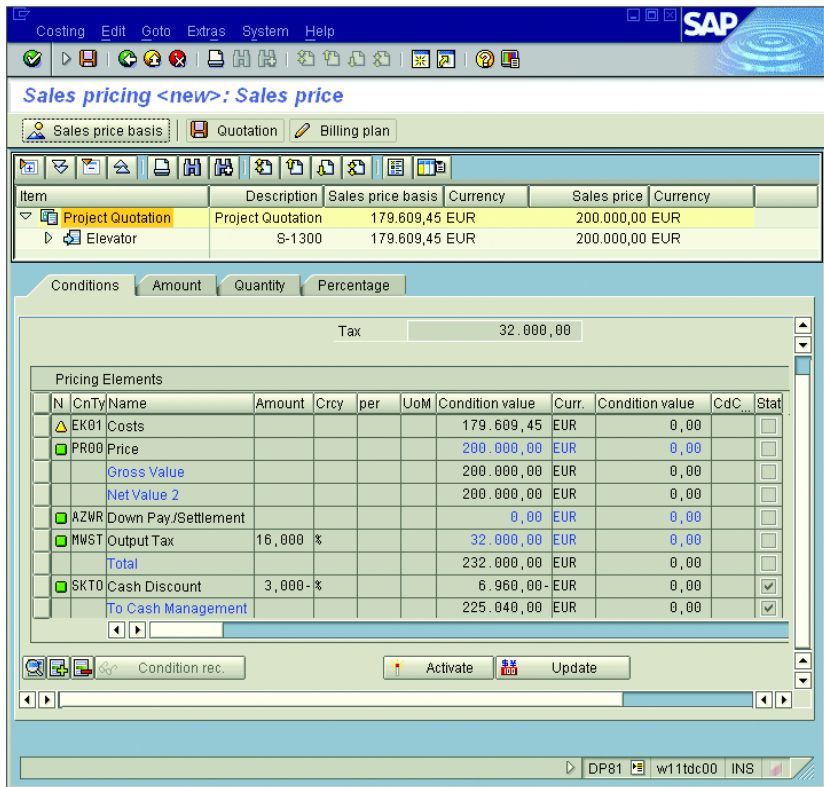 Costing Edit Goto Extras System Help
SAP
Sales pricing <new>: Sales price
Sales price basis Quotation Billing plan
Item Description Sales price basis Currency Sales price Currency
Project Quotation Project Quotation 179.609,45 EUR 200.000,00 EUR
Elevator S-1300 179.609,45 EUR 200.000,00 EUR
Conditions Amount Quantity Percentage
Tax 32.000,00
Pricing Elements
N CnTy Name Amount Crcy per UoM Condition value Curr. Condition value CdC... Stat
EK01 Costs 179.609,45 EUR 0,00
PR00 Price 200.000,00 EUR 0,00
Gross Value 200.000,00 EUR 0,00
Net Value 2 200.000,00 EUR 0,00
AZWR Down Pay./Settlement 0,00 EUR 0,00
MWST Output Tax 16,000 % 32.000,00 EUR 0,00
Total 232.000,00 EUR 0,00
SKTO Cash Discount 3,000- % 6.960,00- EUR 0,00
To Cash Management 225.040,00 EUR 0,00
Condition rec. Activate Update
DP81 w11tdc00 INS